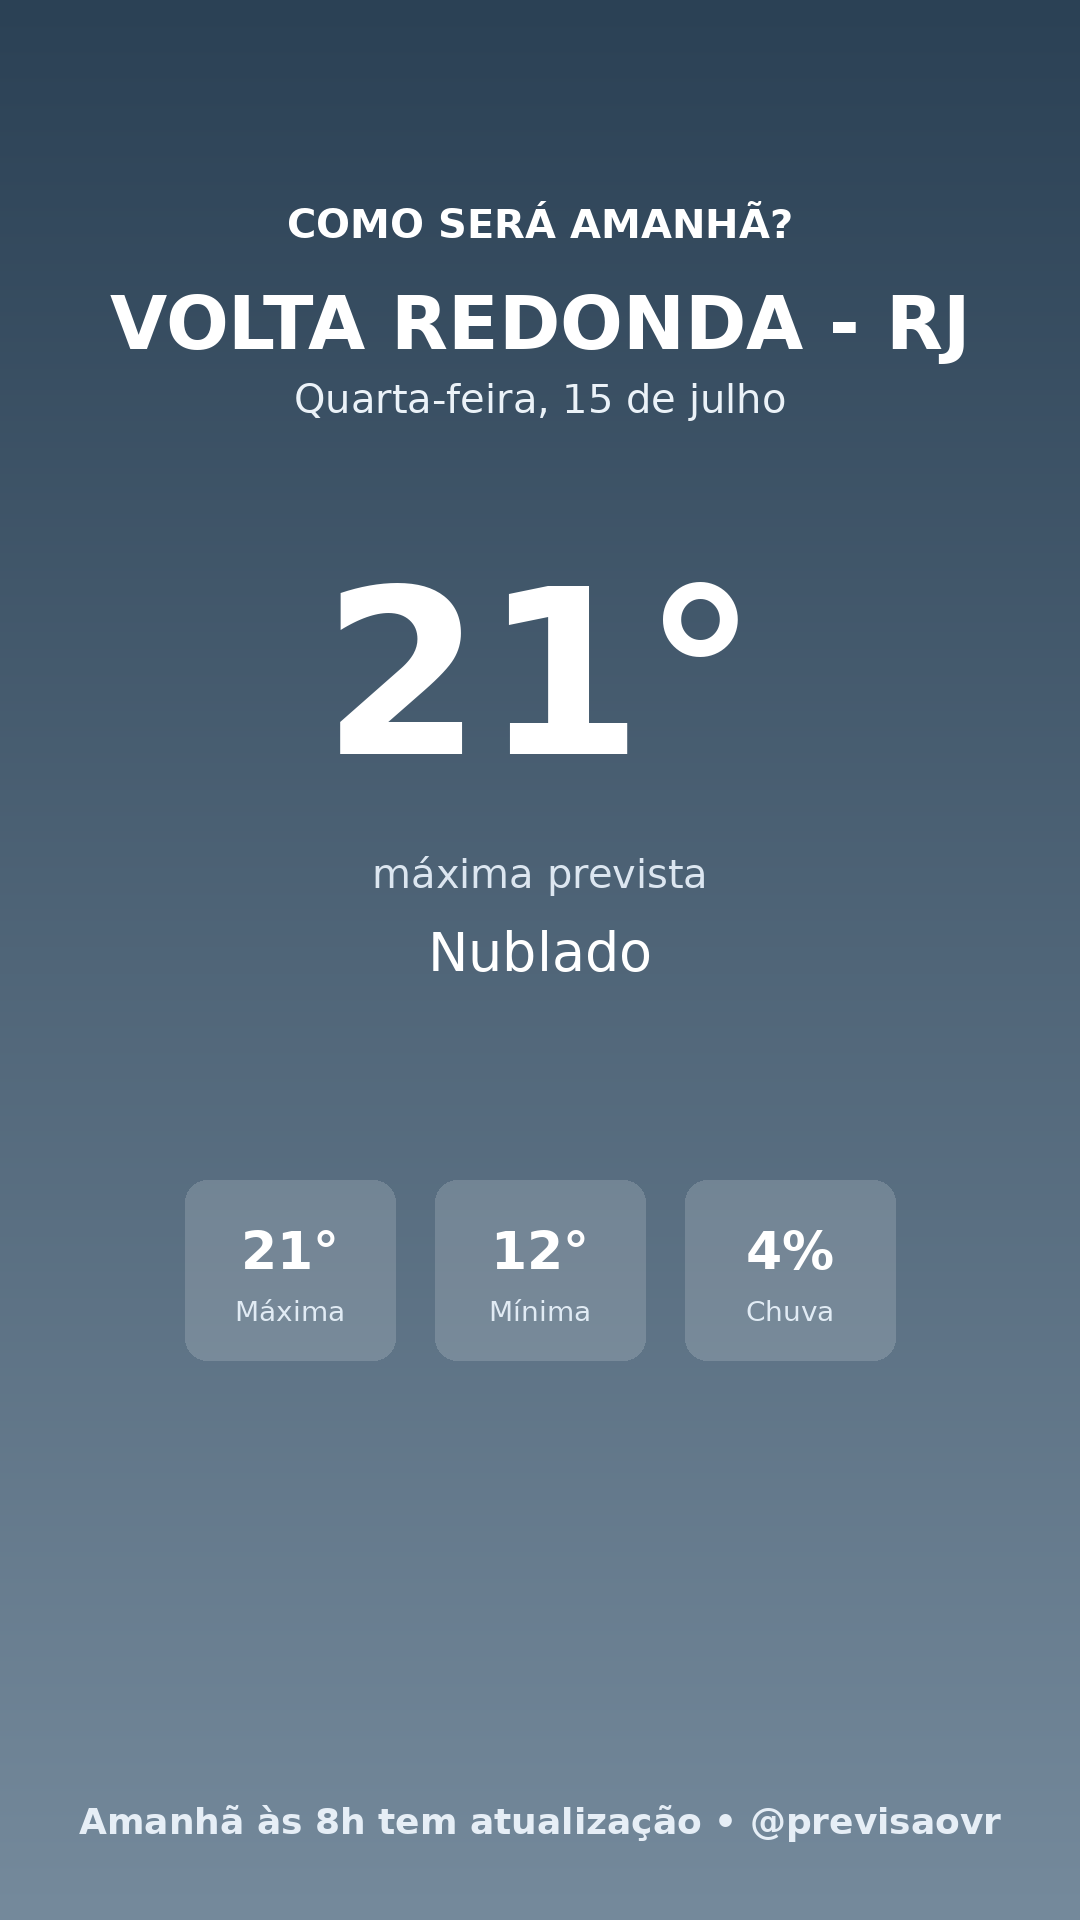 COMO SERÁ AMANHÃ?
VOLTA REDONDA - RJ
Quarta-feira, 15 de julho
21°
máxima prevista
Nublado
21° 12° 4%
Máxima Mínima Chuva
Amanhã às 8h tem atualização • @previsaovr